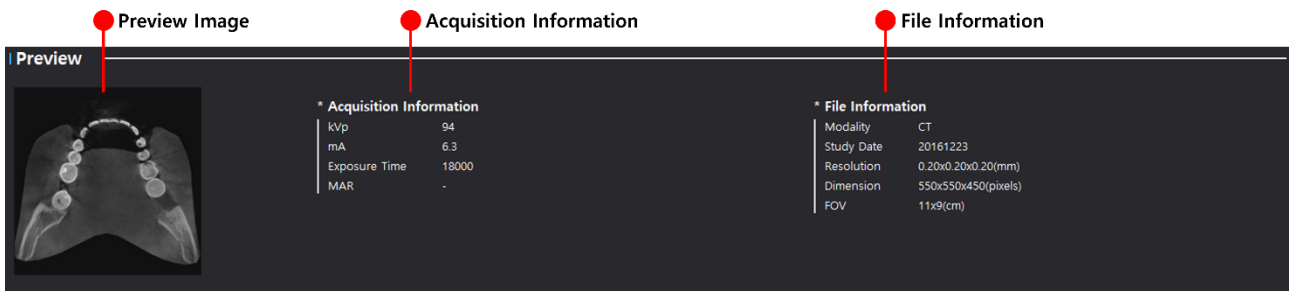 Preview Image
Acquisition Information
File Information
Preview
* Acquisition Information
kVp 94
mA 6.3
Exposure Time 18000
MAR -
* File Information
Modality CT
Study Date 20161223
Resolution 0.20x0.20x0.20(mm)
Dimension 550x550x450(pixels)
FOV 11x9(cm)